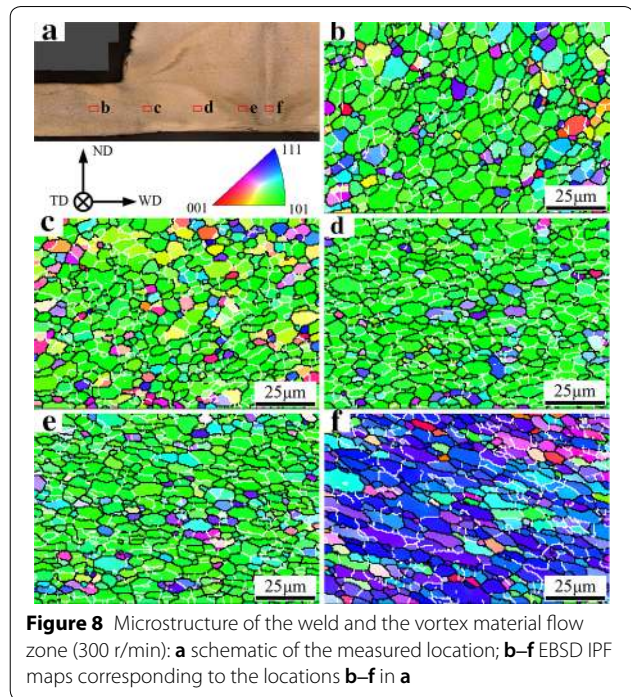 a
b
c
d
e
f
ND
TD
WD
111
001
101
b
25μm
c
25μm
d
25μm
e
25μm
f
25μm
Figure 8 Microstructure of the weld and the vortex material flow
zone (300 r/min): a schematic of the measured location; b–f EBSD IPF
maps corresponding to the locations b–f in a